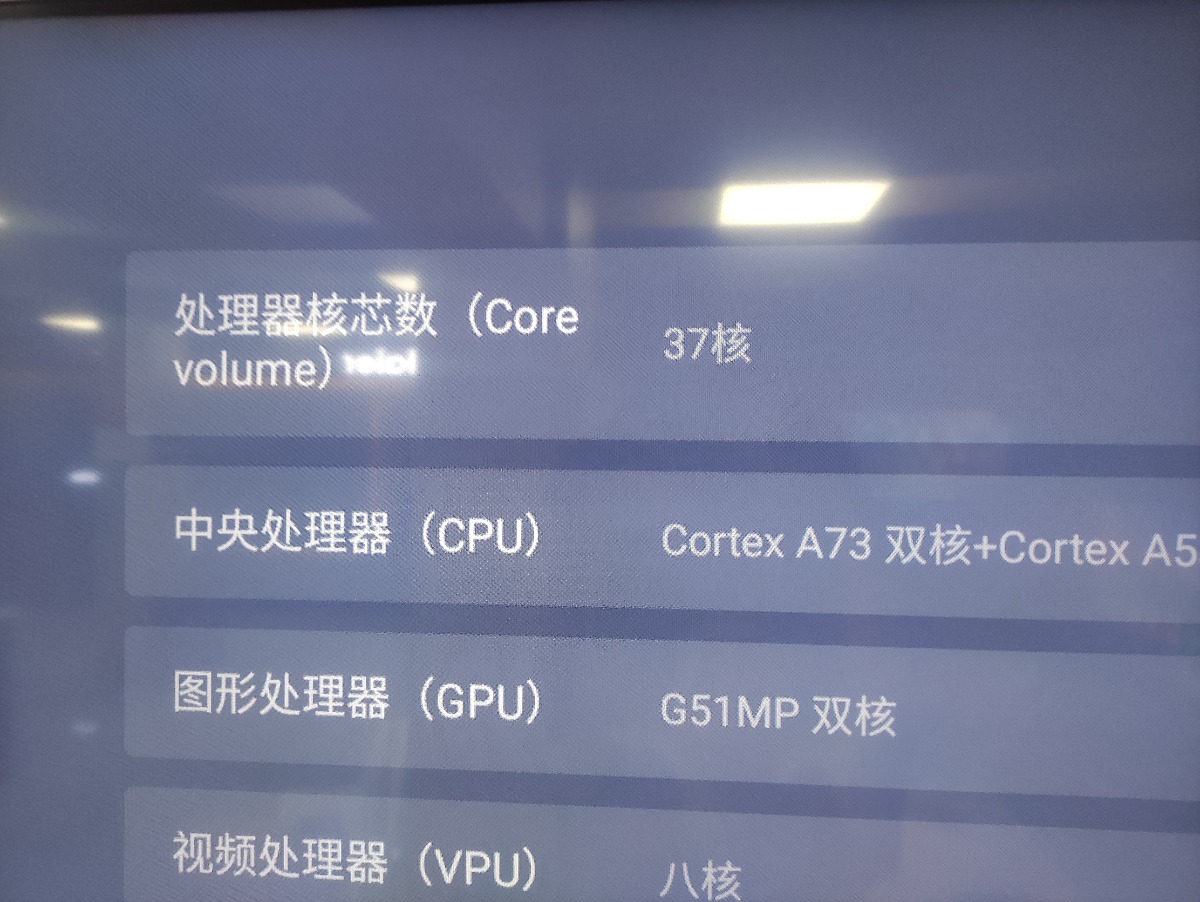 处理器核芯数（Core
volume）
37核
中央处理器（CPU）
Cortex A73 双核+Cortex A5
图形处理器（GPU）
G51MP 双核
视频处理器（VPU）
八核